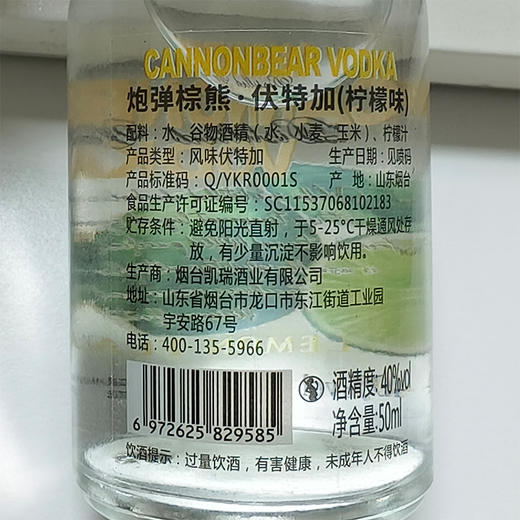 CANNONBEAR VODKA
炮弹棕熊·伏特加(柠檬味)
配料：水、谷物酒精（水、小麦、玉米）、柠檬汁
产品类型：风味伏特加 生产日期：见喷码
产品标准码：Q/YKR0001S 产 地：山东烟台
食品生产许可证编号：SC11537068102183
贮存条件：避免阳光直射，于5-25°C干燥通风处存
放，有少量沉淀不影响饮用。
生产商：烟台凯瑞酒业有限公司
地址：山东省烟台市龙口市东江街道工业园
宇安路67号
电话：400-135-5966
酒精度：40%vol
净含量：50ml
6 972625 829585
饮酒提示：过量饮酒，有害健康，未成年人不得饮酒